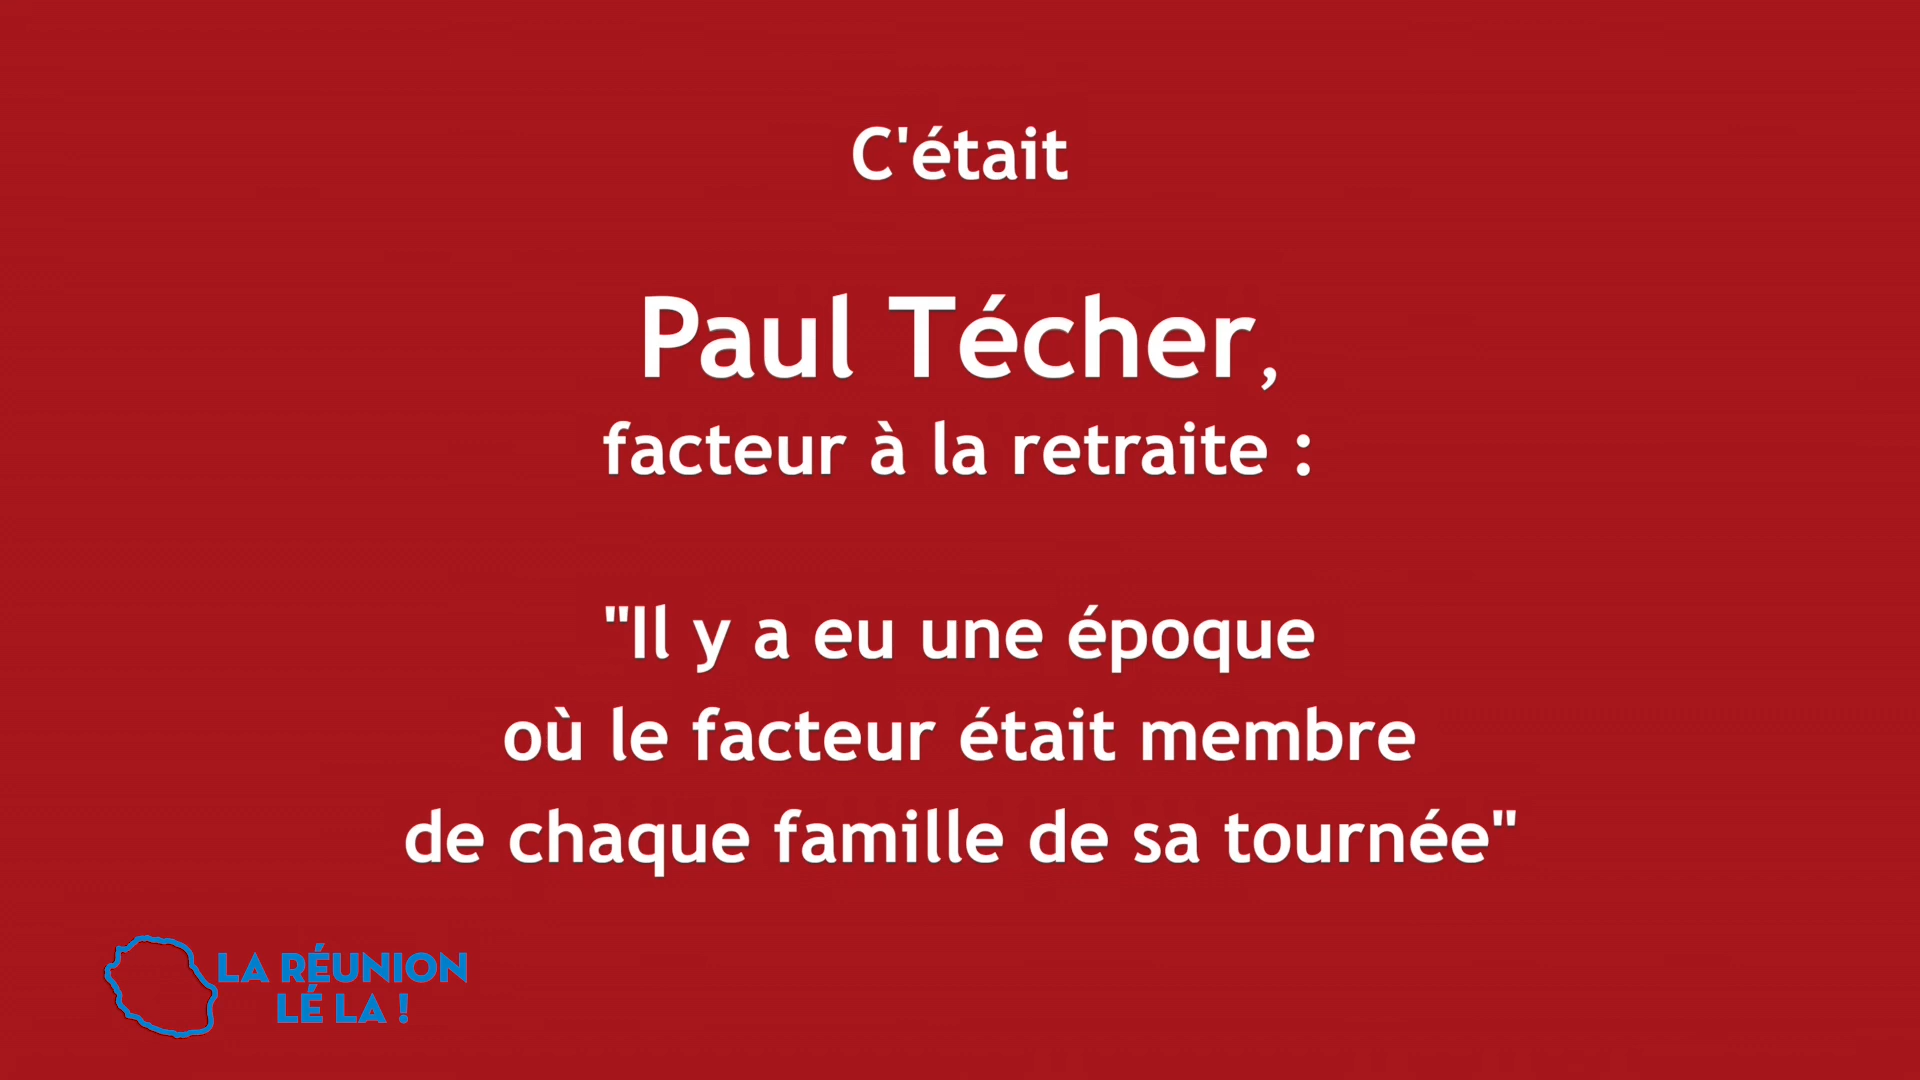 C'était
Paul Técher,
facteur à la retraite :
"Il y a eu une époque
où le facteur était membre
de chaque famille de sa tournée"
LA RÉUNION
LÉ LA !